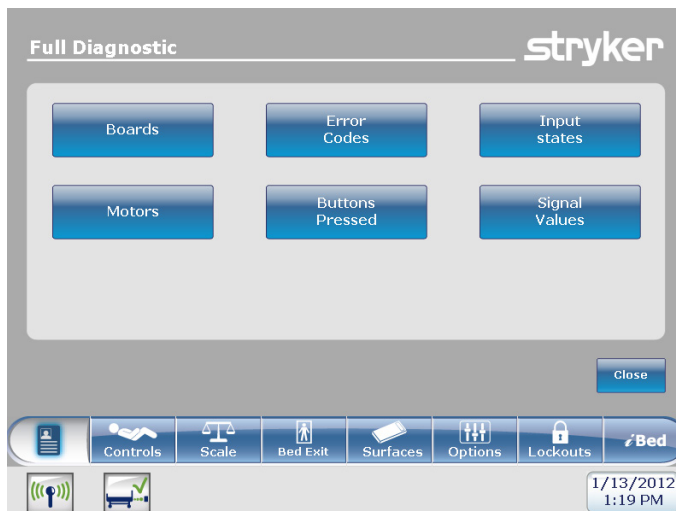 Full Diagnostic
stryker
Boards
Error
Codes
Input
states
Motors
Buttons
Pressed
Signal
Values
Close
Controls
Scale
Bed Exit
Surfaces
Options
Lockouts
iBed
1/13/2012
1:19 PM